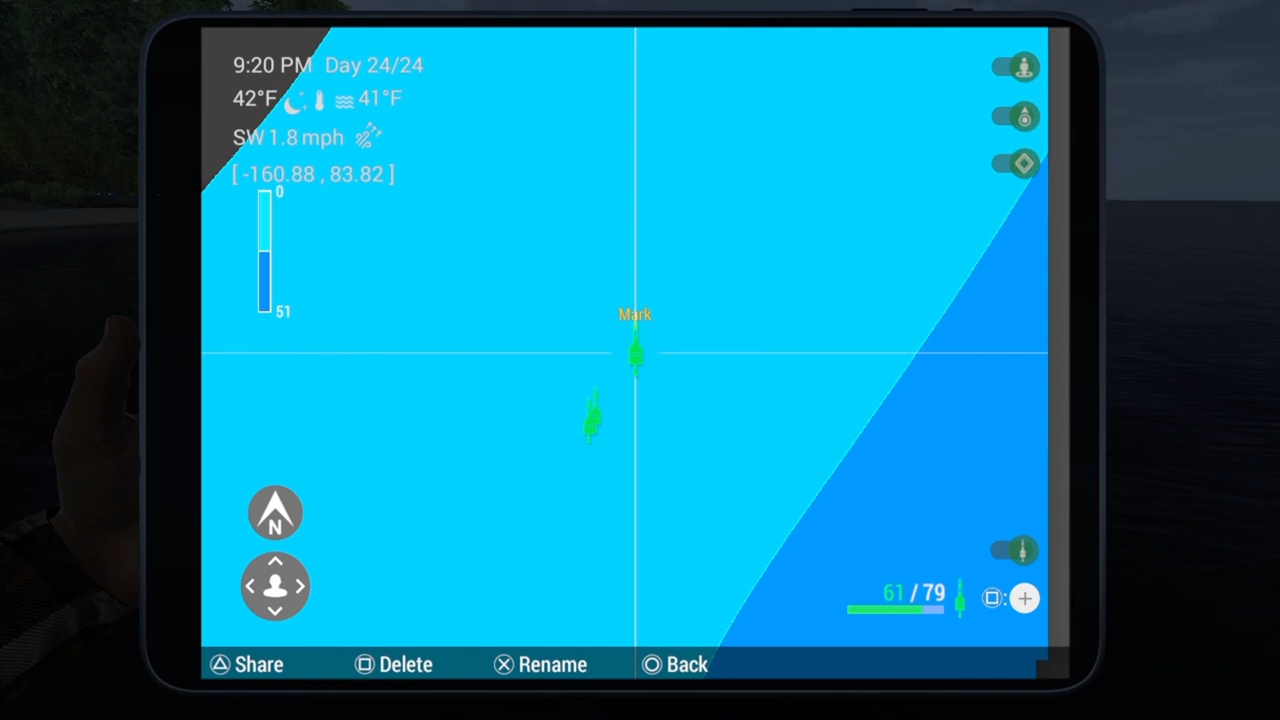 9:20 PM Day 24/24
42°F 41°F
SW 1.8 mph
[ -160.88 , 83.82 ]
0
51
Mark
N
61 / 79
:
Share Delete Rename Back